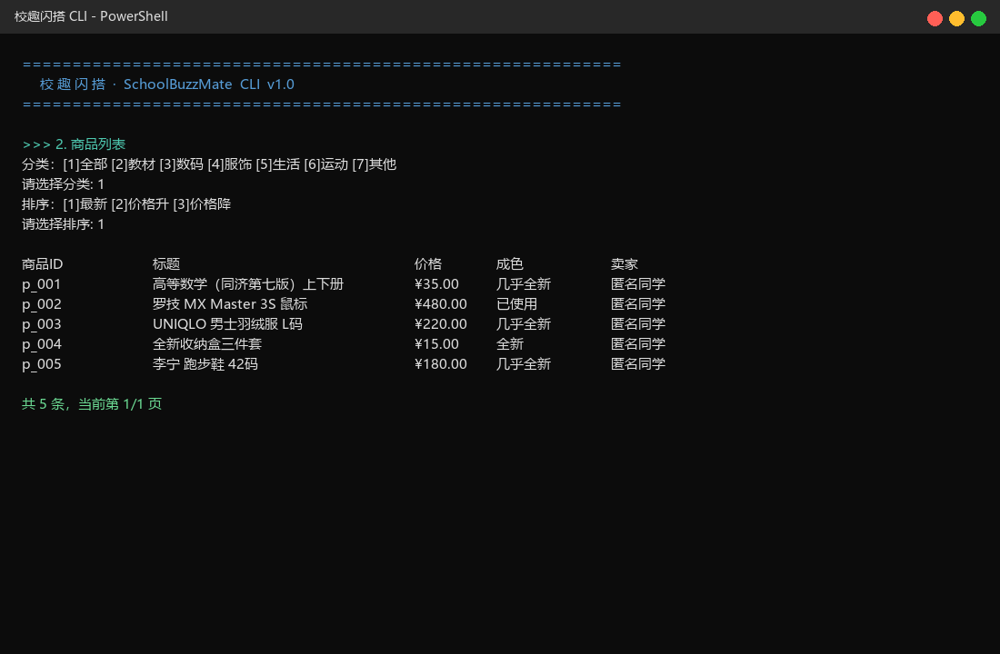 校趣闪搭 CLI - PowerShell
============================================================
校 趣 闪 搭 · SchoolBuzzMate CLI v1.0
============================================================
>>> 2. 商品列表
分类: [1]全部 [2]教材 [3]数码 [4]服饰 [5]生活 [6]运动 [7]其他
请选择分类: 1
排序: [1]最新 [2]价格升 [3]价格降
请选择排序: 1
商品ID 标题 价格 成色 卖家
p_001 高等数学（同济第七版）上下册 ¥35.00 几乎全新 匿名同学
p_002 罗技 MX Master 3S 鼠标 ¥480.00 已使用 匿名同学
p_003 UNIQLO 男士羽绒服 L码 ¥220.00 几乎全新 匿名同学
p_004 全新收纳盒三件套 ¥15.00 全新 匿名同学
p_005 李宁 跑步鞋 42码 ¥180.00 几乎全新 匿名同学
共 5 条，当前第 1/1 页